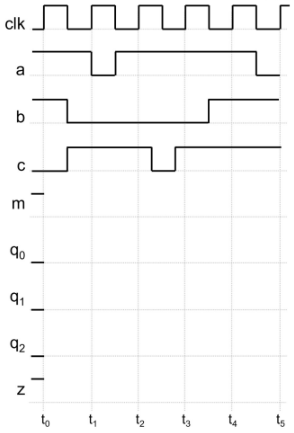 clk
a
b
c
m
q₀
q₁
q₂
z
t₀ t₁ t₂ t₃ t₄ t₅